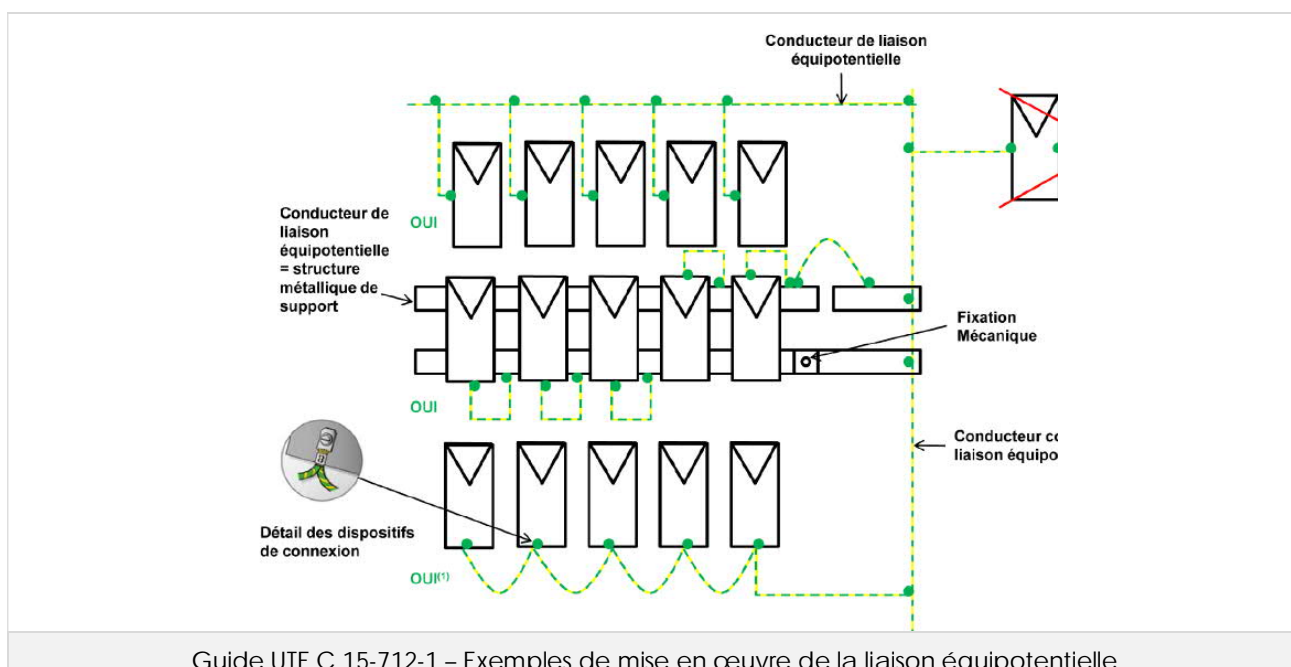 Conducteur de liaison
équipotentielle
Conducteur de
liaison
équipotentielle
= structure
métallique de
support
OUI
Fixation
Mécanique
OUI
Conducteur co
liaison équipo
Détail des dispositifs
de connexion
OUI(1)
Guide UTE C 15-712-1 – Exemples de mise en œuvre de la liaison équipotentielle